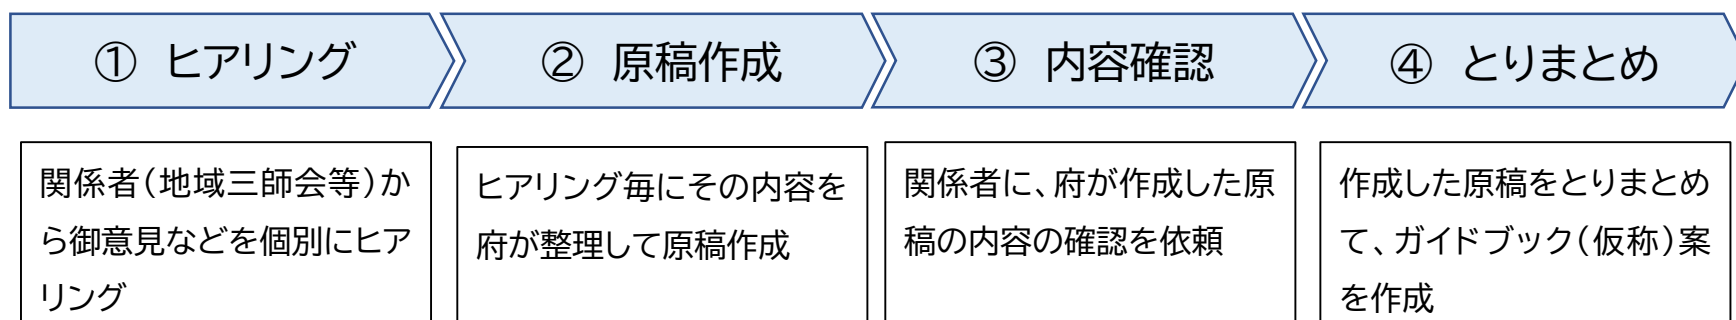 ① ヒアリング
② 原稿作成
③ 内容確認
④ とりまとめ
関係者(地域三師会等)か
ら御意見などを個別にヒア
リング
ヒアリング毎にその内容を
府が整理して原稿作成
関係者に、府が作成した原
稿の内容の確認を依頼
作成した原稿をとりまとめ
て、ガイドブック(仮称)案
を作成